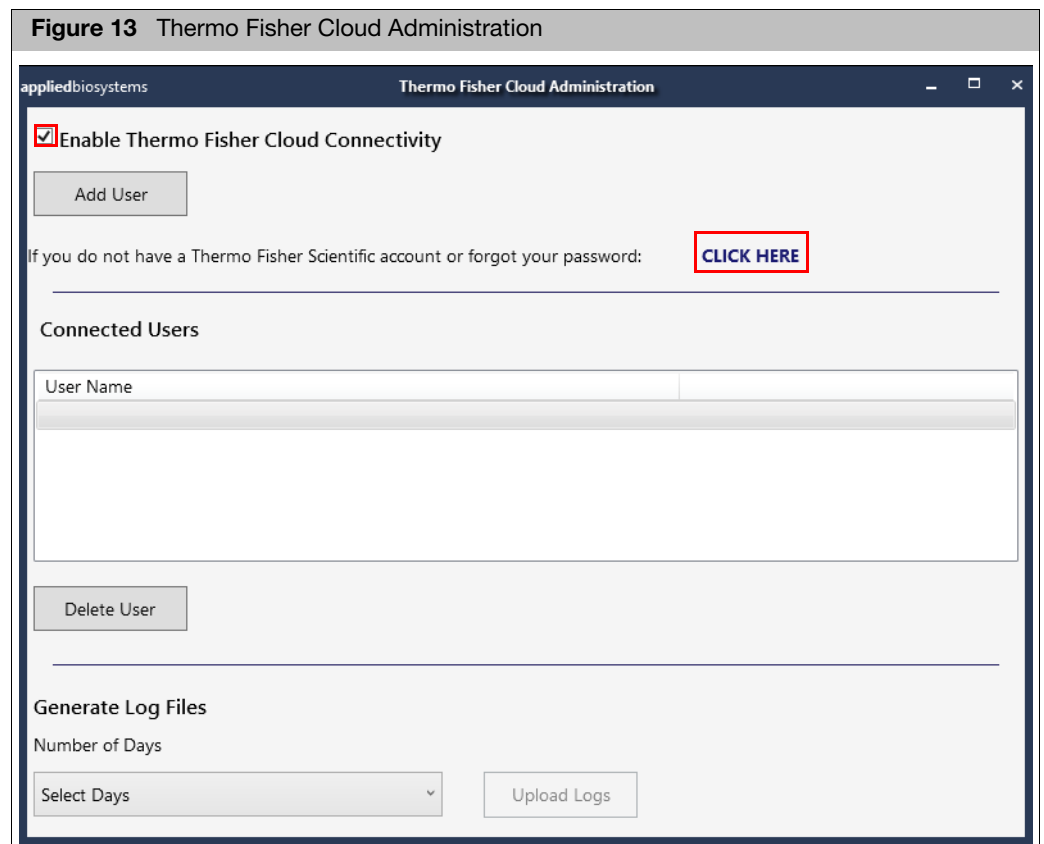 Figure 13 Thermo Fisher Cloud Administration
appliedbiosystems Thermo Fisher Cloud Administration
Enable Thermo Fisher Cloud Connectivity
Add User
If you do not have a Thermo Fisher Scientific account or forgot your password: CLICK HERE
Connected Users
User Name
Delete User
Generate Log Files
Number of Days
Select Days Upload Logs